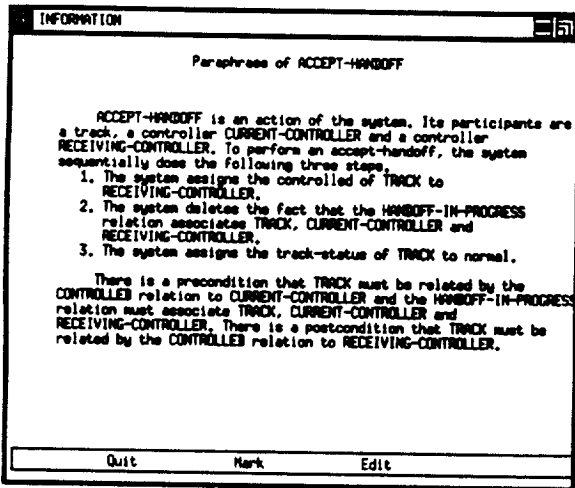 INFORMATION
Paraphrase of ACCEPT-HANDOFF
ACCEPT-HANDOFF is an action of the system. Its participants are
a track, a controller CURRENT-CONTROLLER and a controller
RECEIVING-CONTROLLER. To perform an accept-handoff, the system
sequentially does the following three steps.
1. The system assigns the controlled of TRACK to
RECEIVING-CONTROLLER.
2. The system deletes the fact that the HANDOFF-IN-PROGRESS
relation associates TRACK, CURRENT-CONTROLLER and
RECEIVING-CONTROLLER.
3. The system assigns the track-status of TRACK to normal.
There is a precondition that TRACK must be related by the
CONTROLLED relation to CURRENT-CONTROLLER and the HANDOFF-IN-PROGRESS
relation must associate TRACK, CURRENT-CONTROLLER and
RECEIVING-CONTROLLER. There is a postcondition that TRACK must be
related by the CONTROLLED relation to RECEIVING-CONTROLLER.
Quit Mark Edit